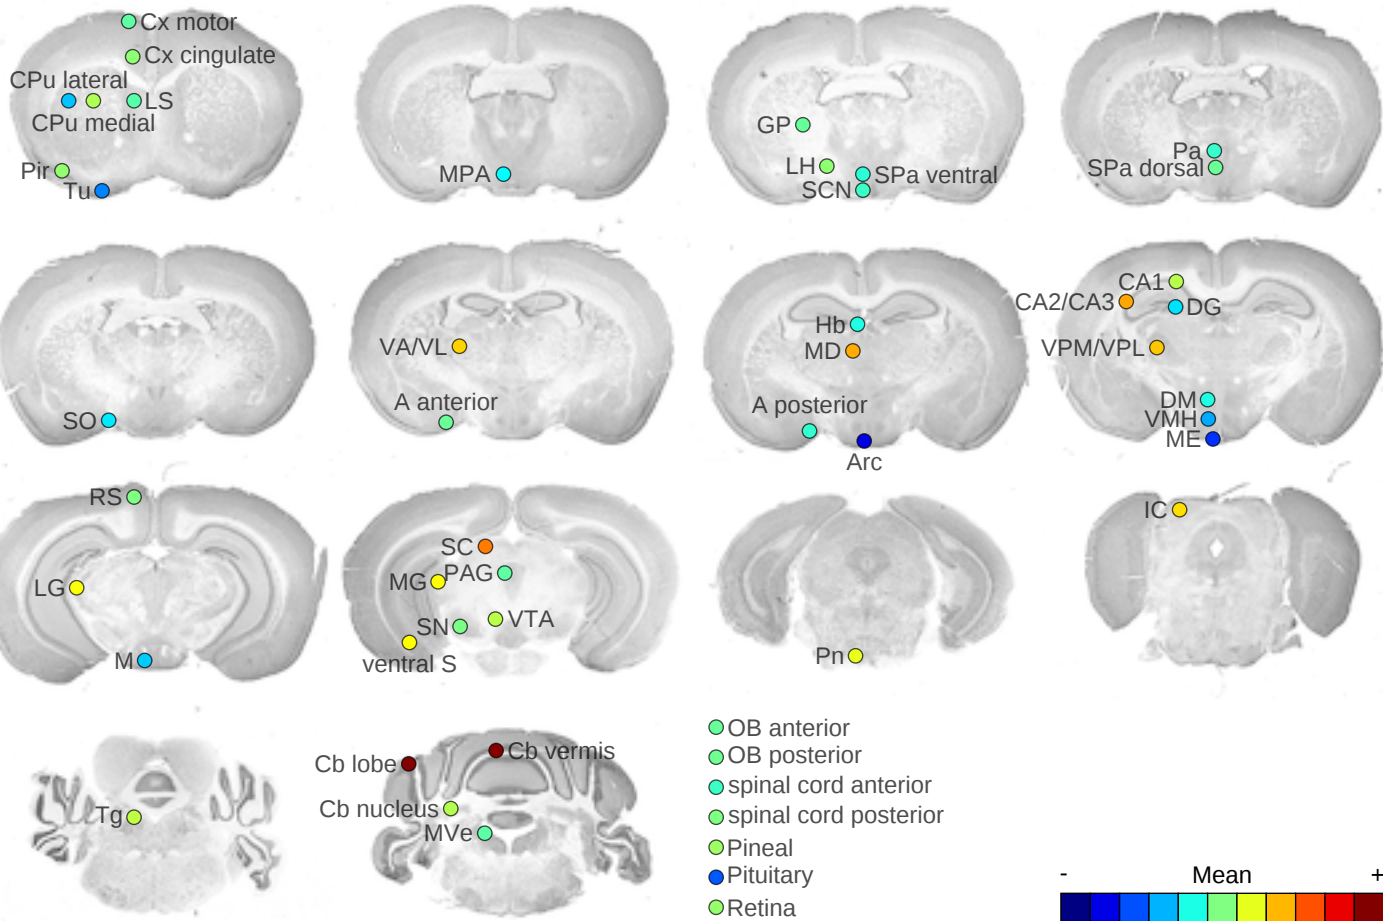 Cx motor
Cx cingulate
CPu lateral
LS
CPu medial
Pir
Tu
MPA
GP
LH
SPa ventral
SCN
Pa
SPa dorsal
SO
VA/VL
A anterior
Hb
MD
A posterior
Arc
CA1
CA2/CA3
DG
VPM/VPL
DM
VMH
ME
RS
LG
M
SC
PAG
MG
SN
VTA
ventral S
Pn
IC
Tg
Cb lobe
Cb vermis
Cb nucleus
MVe
OB anterior
OB posterior
spinal cord anterior
spinal cord posterior
Pineal
Pituitary
Retina
- Mean +